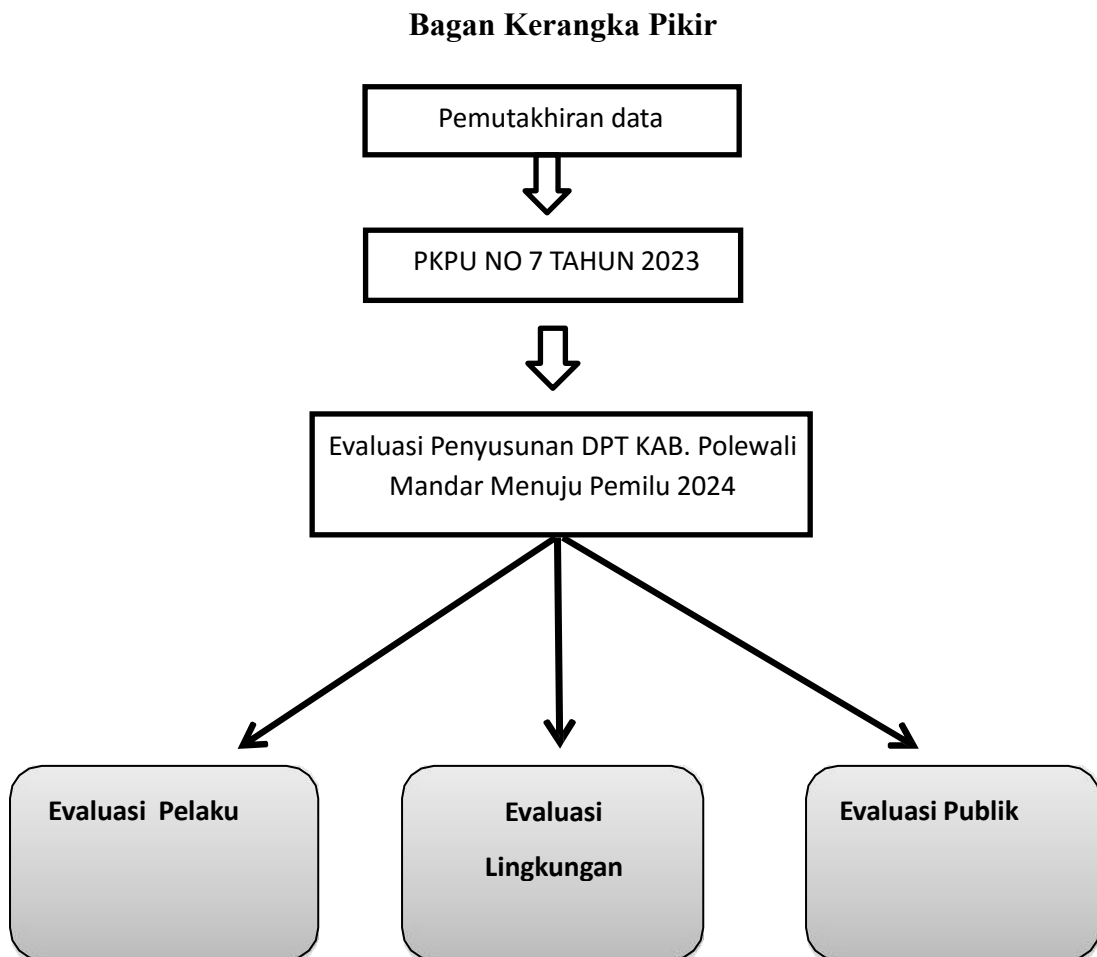 Bagan Kerangka Pikir
Pemutakhiran data
PKPU NO 7 TAHUN 2023
Evaluasi Penyusunan DPT KAB. Polewali
Mandar Menuju Pemilu 2024
Evaluasi Pelaku
Evaluasi
Lingkungan
Evaluasi Publik